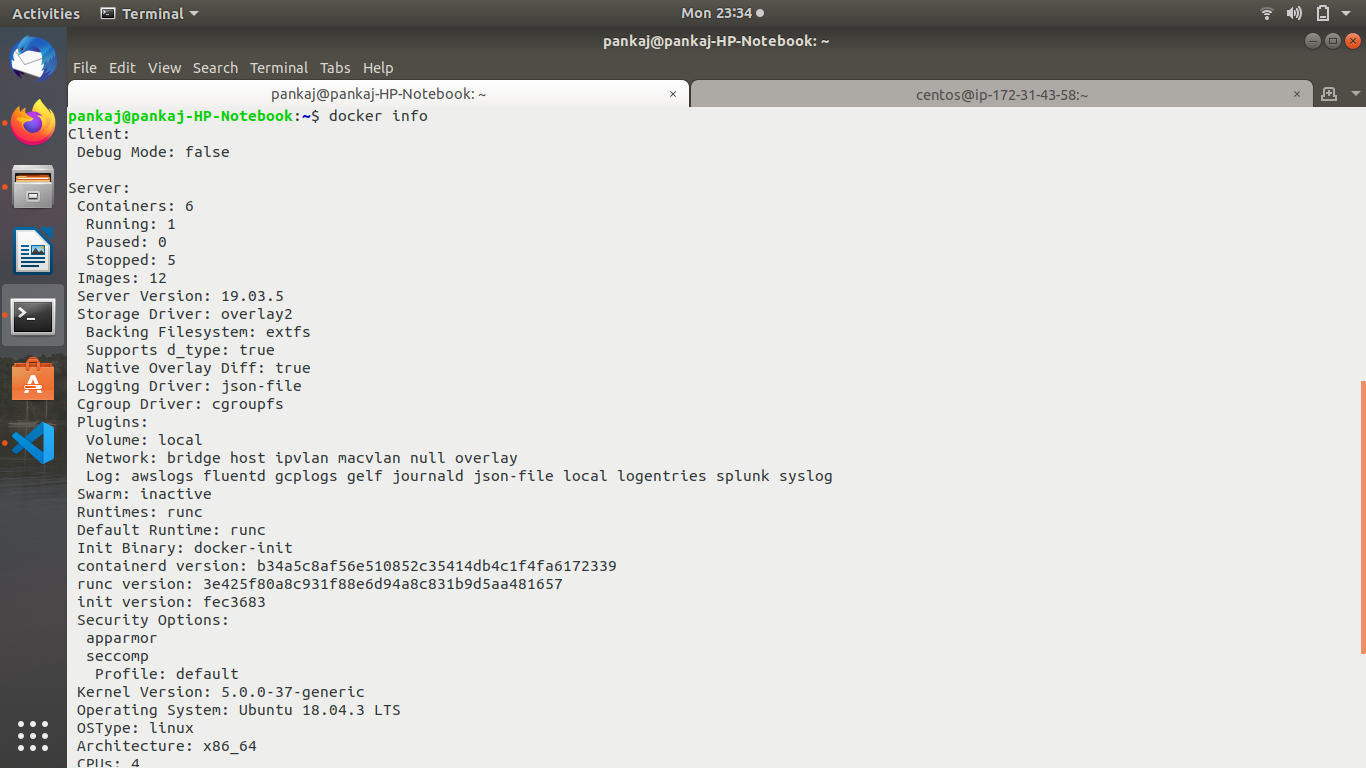 Activities Terminal Mon 23:34
pankaj@pankaj-HP-Notebook: ~
File Edit View Search Terminal Tabs Help
pankaj@pankaj-HP-Notebook: ~ × centos@ip-172-31-43-58:~ ×
pankaj@pankaj-HP-Notebook:~$ docker info
Client:
 Debug Mode: false

Server:
 Containers: 6
  Running: 1
  Paused: 0
  Stopped: 5
 Images: 12
 Server Version: 19.03.5
 Storage Driver: overlay2
  Backing Filesystem: extfs
  Supports d_type: true
  Native Overlay Diff: true
 Logging Driver: json-file
 Cgroup Driver: cgroupfs
 Plugins:
  Volume: local
  Network: bridge host ipvlan macvlan null overlay
  Log: awslogs fluentd gcplogs gelf journald json-file local logentries splunk syslog
 Swarm: inactive
 Runtimes: runc
 Default Runtime: runc
 Init Binary: docker-init
 containerd version: b34a5c8af56e510852c35414db4c1f4fa6172339
 runc version: 3e425f80a8c931f88e6d94a8c831b9d5aa481657
 init version: fec3683
 Security Options:
  apparmor
  seccomp
   Profile: default
 Kernel Version: 5.0.0-37-generic
 Operating System: Ubuntu 18.04.3 LTS
 OSType: linux
 Architecture: x86_64
 CPUs: 4